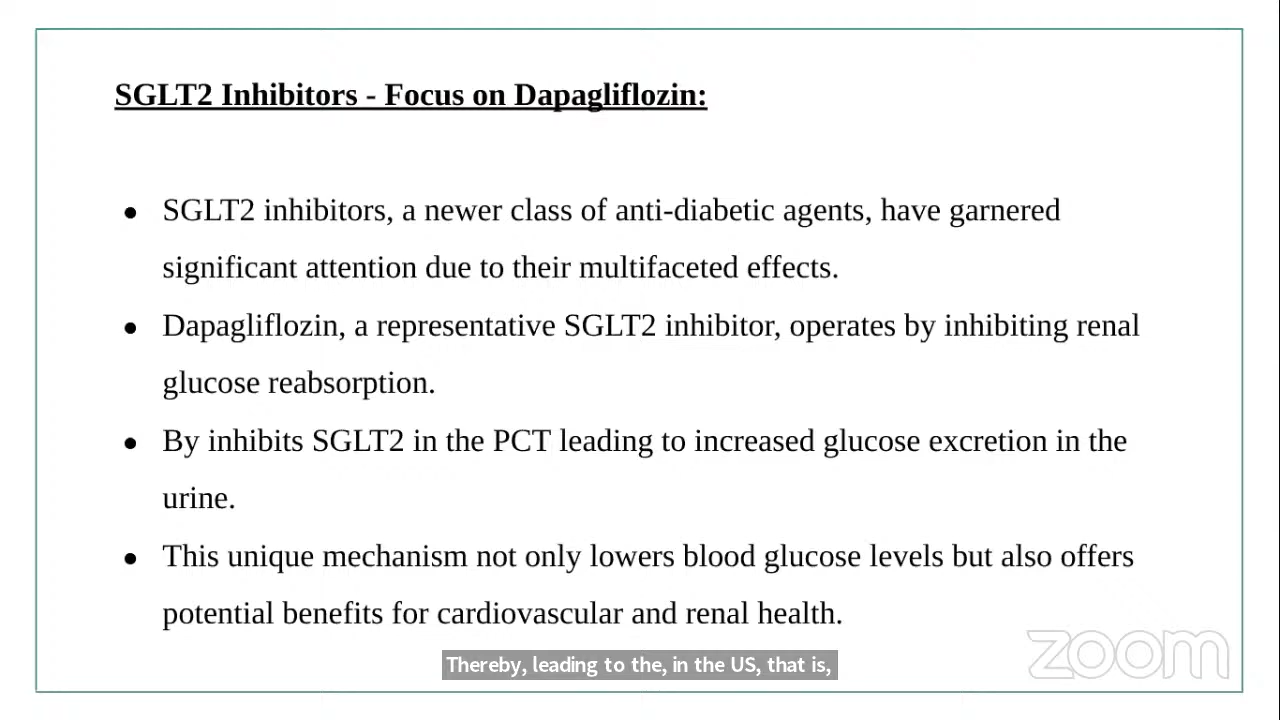 SGLT2 Inhibitors - Focus on Dapagliflozin:
● SGLT2 inhibitors, a newer class of anti-diabetic agents, have garnered
significant attention due to their multifaceted effects.
● Dapagliflozin, a representative SGLT2 inhibitor, operates by inhibiting renal
glucose reabsorption.
● By inhibits SGLT2 in the PCT leading to increased glucose excretion in the
urine.
● This unique mechanism not only lowers blood glucose levels but also offers
potential benefits for cardiovascular and renal health.
zoom
Thereby, leading to the, in the US, that is,